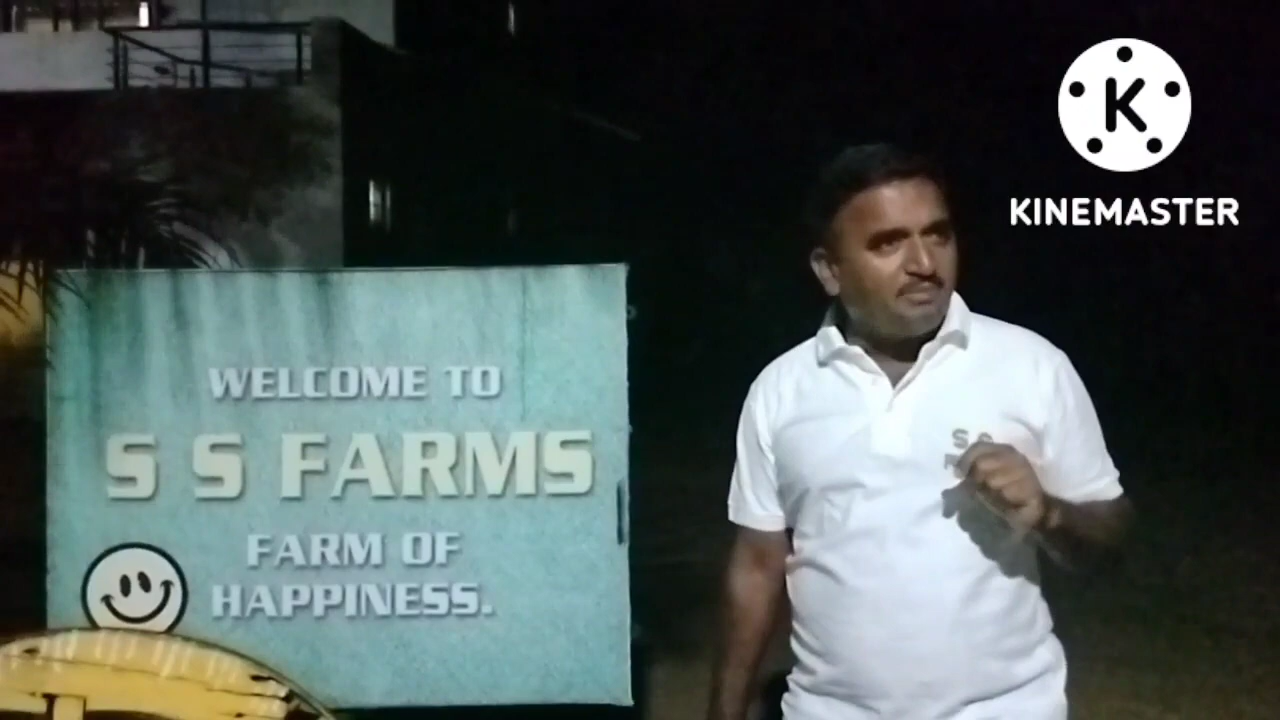 WELCOME TO
S S FARMS
FARM OF
HAPPINESS.
K
KINEMASTER